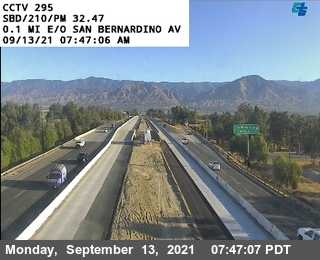 CCTV 295
SBD/210/PM 32.47
0.1 MI E/O SAN BERNARDINO AV
09/13/21 07:47:06 AM
Monday, September 13, 2021 07:47:07 PDT